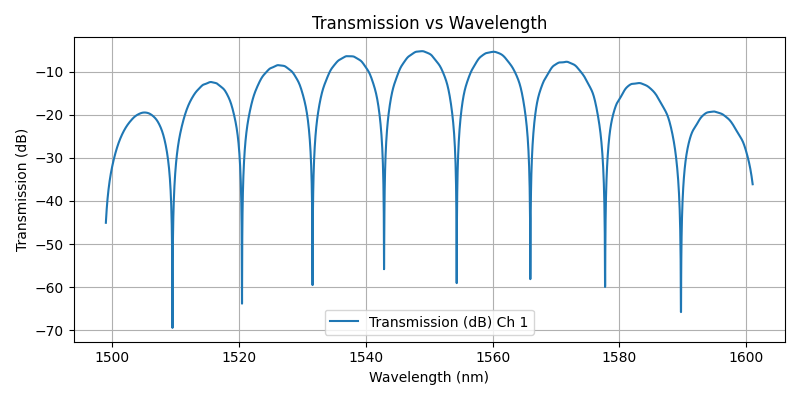 Transmission vs Wavelength
Transmission (dB)
−10
−20
−30
−40
−50
−60
−70
Transmission (dB) Ch 1
1500 1520 1540 1560 1580 1600
Wavelength (nm)